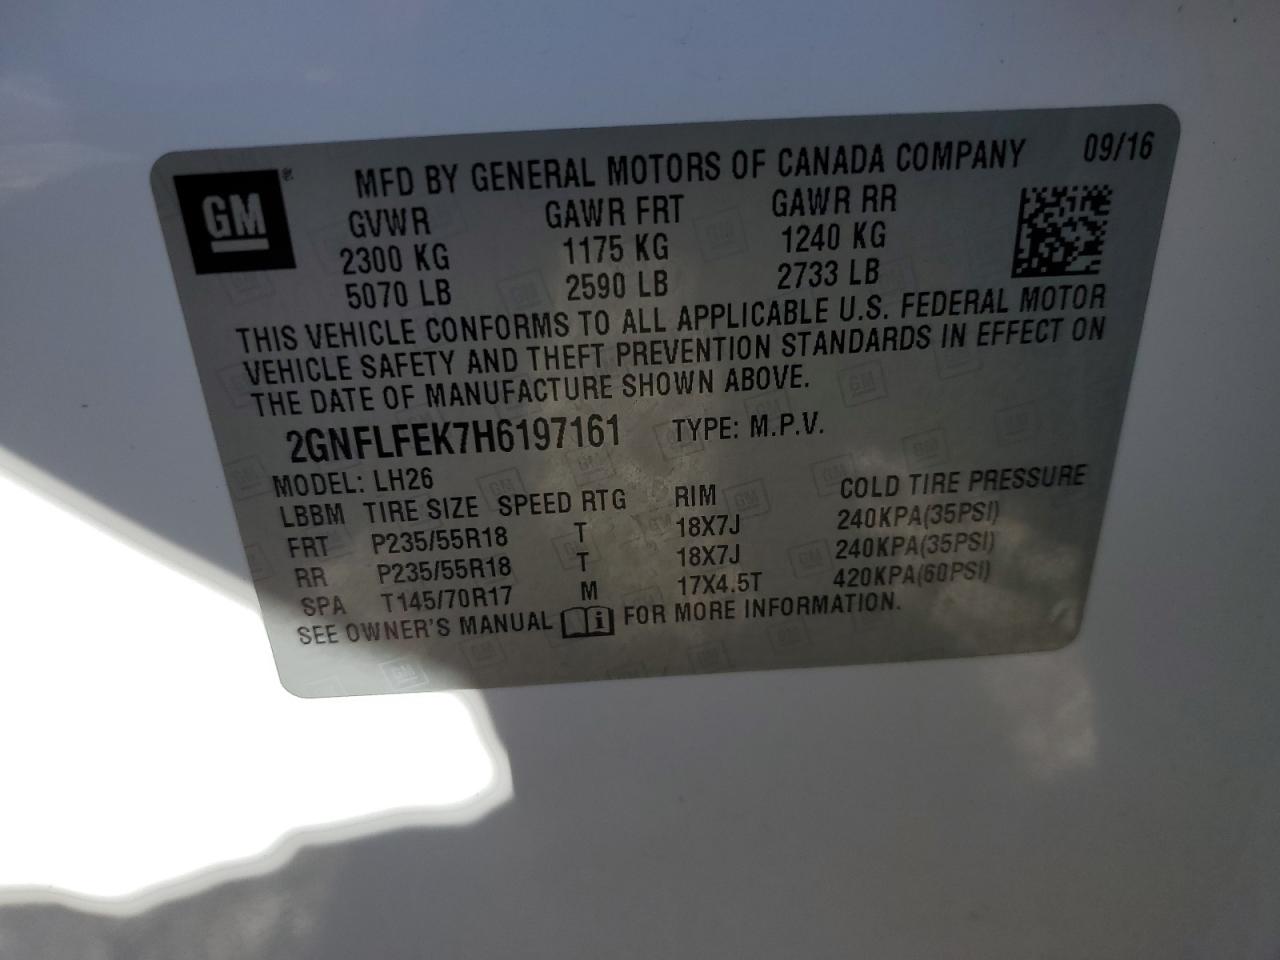 GM ® MFD BY GENERAL MOTORS OF CANADA COMPANY 09/16
GVWR GAWR FRT GAWR RR
2300 KG 1175 KG 1240 KG
5070 LB 2590 LB 2733 LB
THIS VEHICLE CONFORMS TO ALL APPLICABLE U.S. FEDERAL MOTOR
VEHICLE SAFETY AND THEFT PREVENTION STANDARDS IN EFFECT ON
THE DATE OF MANUFACTURE SHOWN ABOVE.
2GNFLFEK7H6197161 TYPE: M.P.V.
MODEL: LH26
LBBM TIRE SIZE SPEED RTG RIM COLD TIRE PRESSURE
FRT P235/55R18 T 18X7J 240KPA(35PSI)
RR P235/55R18 T 18X7J 240KPA(35PSI)
SPA T145/70R17 M 17X4.5T 420KPA(60PSI)
SEE OWNER'S MANUAL i FOR MORE INFORMATION.